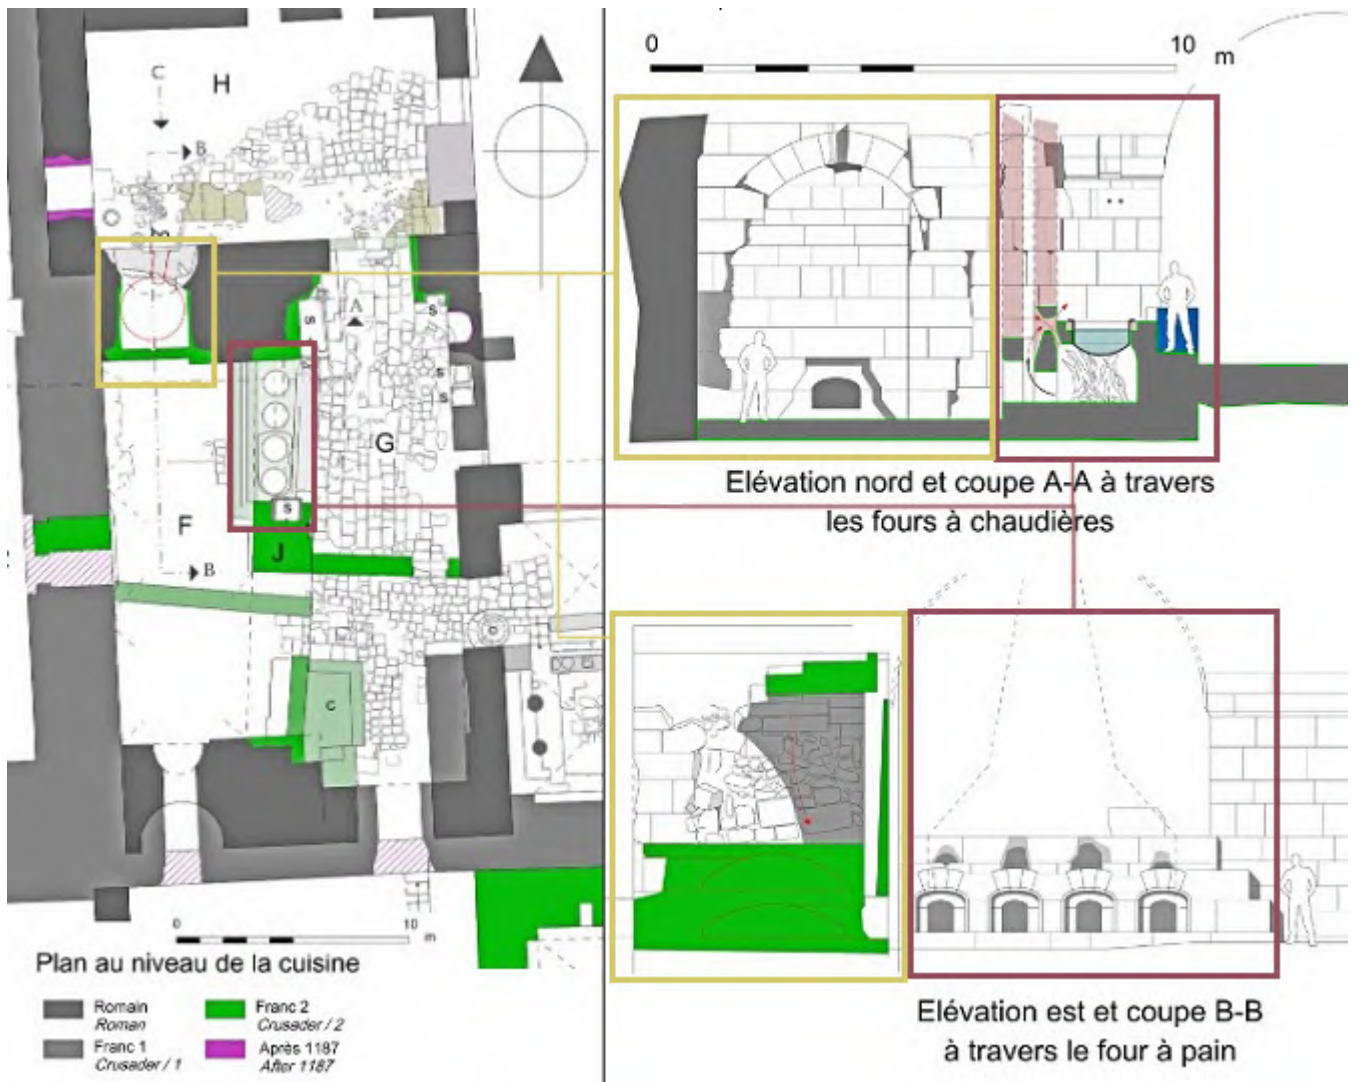 H
C
B
A
S
S
S
G
F
S
J
B
C
0 10
m
Plan au niveau de la cuisine
Romain
Roman
Franc 1
Crusader / 1
Franc 2
Crusader / 2
Après 1187
After 1187
0 10
m
Elévation nord et coupe A-A à travers
les fours à chaudières
Elévation est et coupe B-B
à travers le four à pain